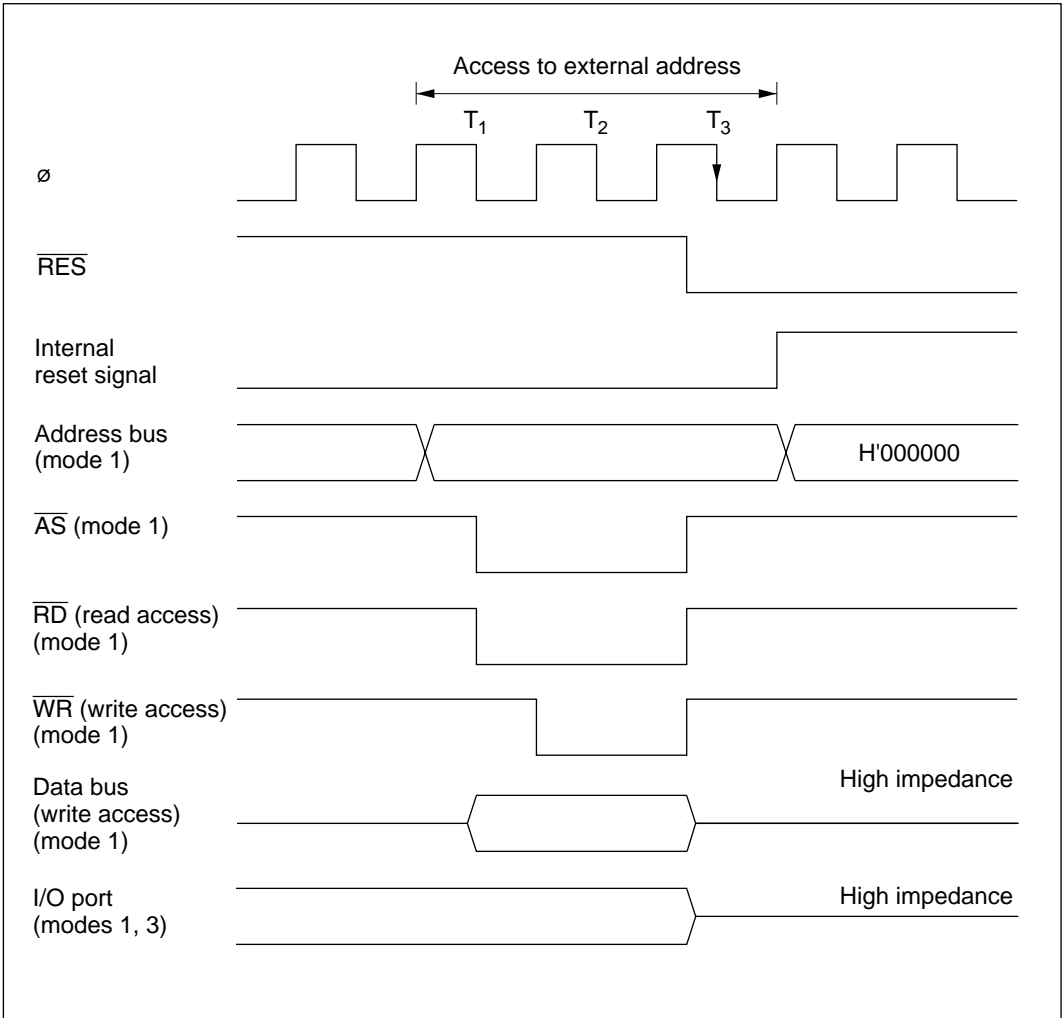 Access to external address
T1 T2 T3
ø
RES
Internal
reset signal
Address bus
(mode 1)
H'000000
AS (mode 1)
RD (read access)
(mode 1)
WR (write access)
(mode 1)
Data bus
(write access)
(mode 1)
High impedance
I/O port
(modes 1, 3)
High impedance